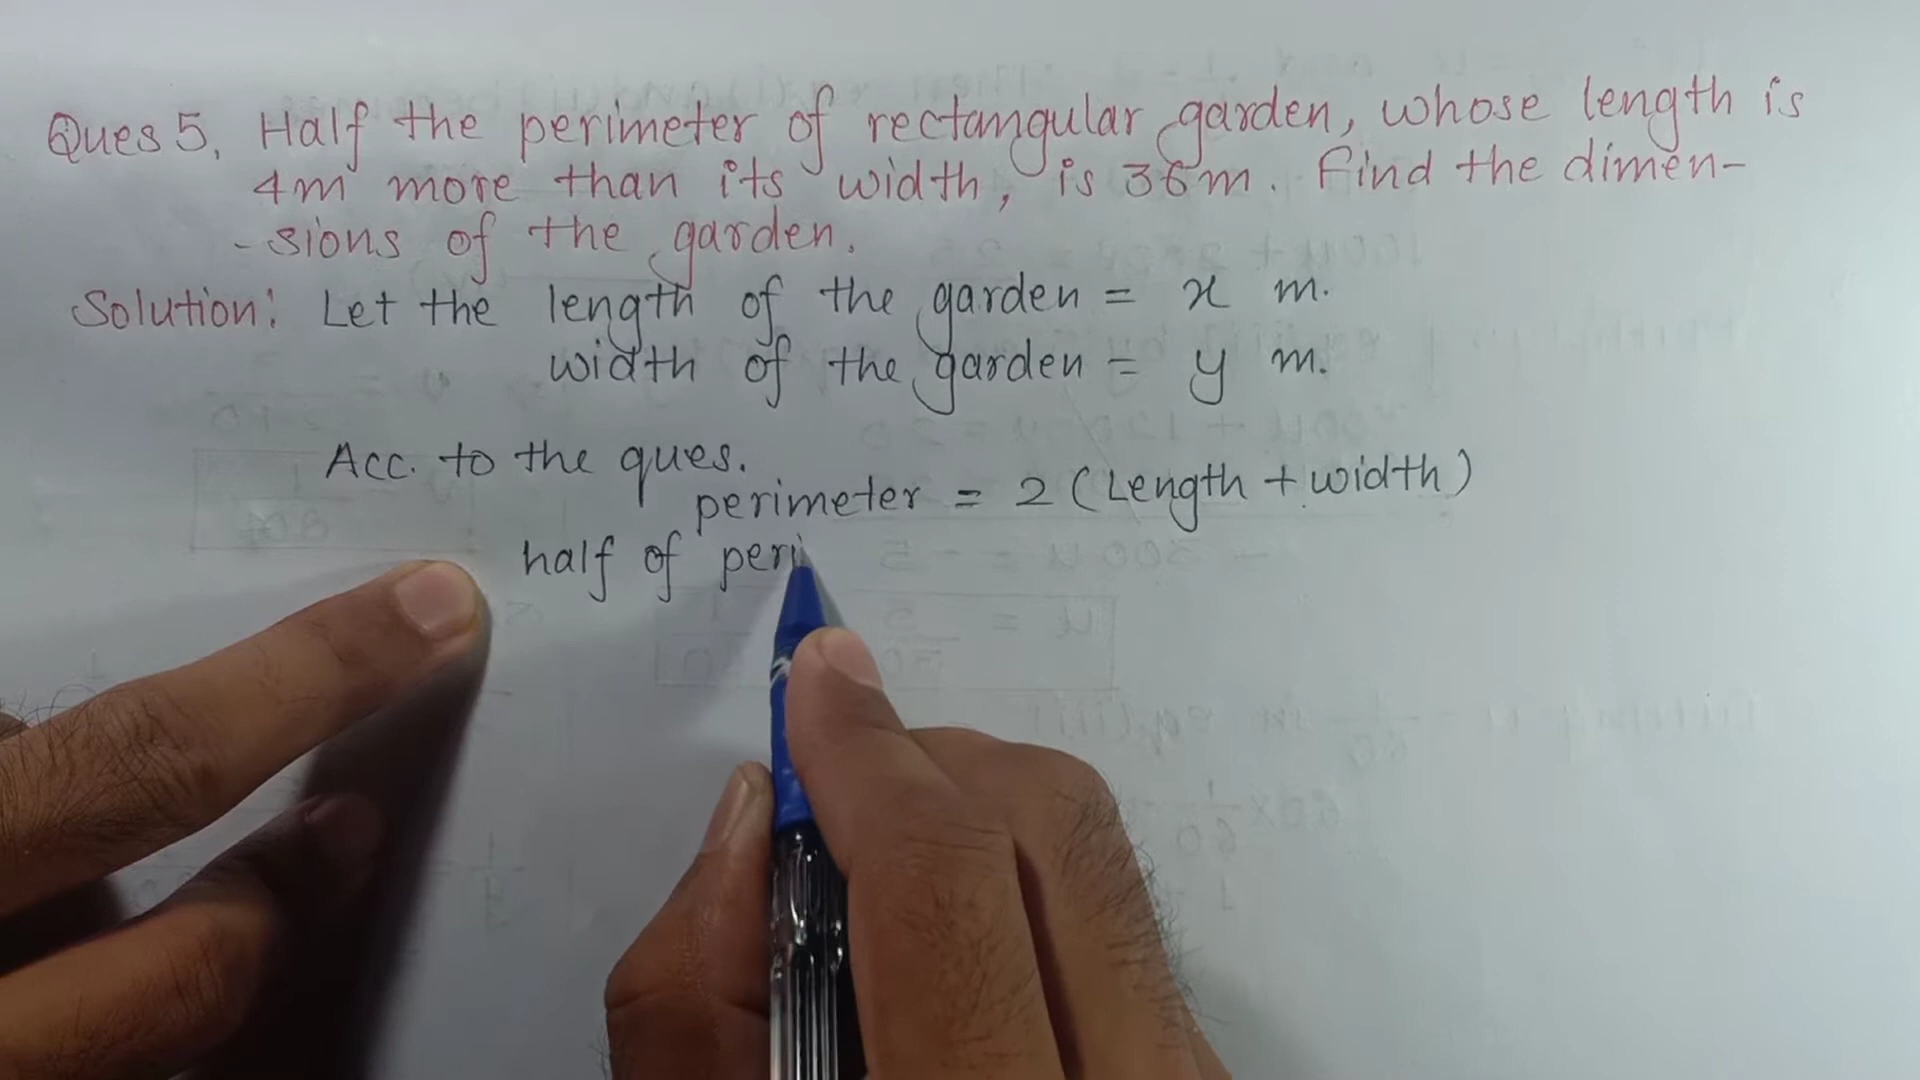 Ques 5, Half the perimeter of rectangular garden, whose length is
4m more than its width, is 36m. Find the dimen-
-sions of the garden.
Solution: Let the length of the garden = x m.
width of the garden = y m.
Acc. to the ques.
perimeter = 2 (Length + width)
half of peri